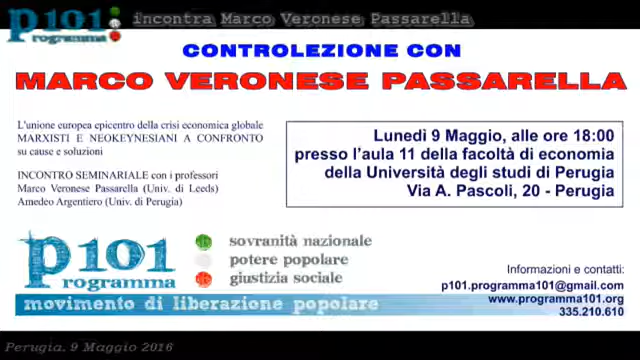 p101 programma incontra Marco Veronese Passarella
CONTROLEZIONE CON
MARCO VERONESE PASSARELLA
L'unione europea epicentro della crisi economica globale
MARXISTI E NEOKEYNESIANI A CONFRONTO
su cause e soluzioni
INCONTRO SEMINARIALE con i professori
Marco Veronese Passarella (Univ. di Leeds)
Amedeo Argentiero (Univ. di Perugia)
Lunedì 9 Maggio, alle ore 18:00
presso l'aula 11 della facoltà di economia
della Università degli studi di Perugia
Via A. Pascoli, 20 - Perugia
p101
programma
sovranità nazionale
potere popolare
giustizia sociale
movimento di liberazione popolare
Informazioni e contatti:
p101.programma101@gmail.com
www.programma101.org
335.210.610
Perugia, 9 Maggio 2016